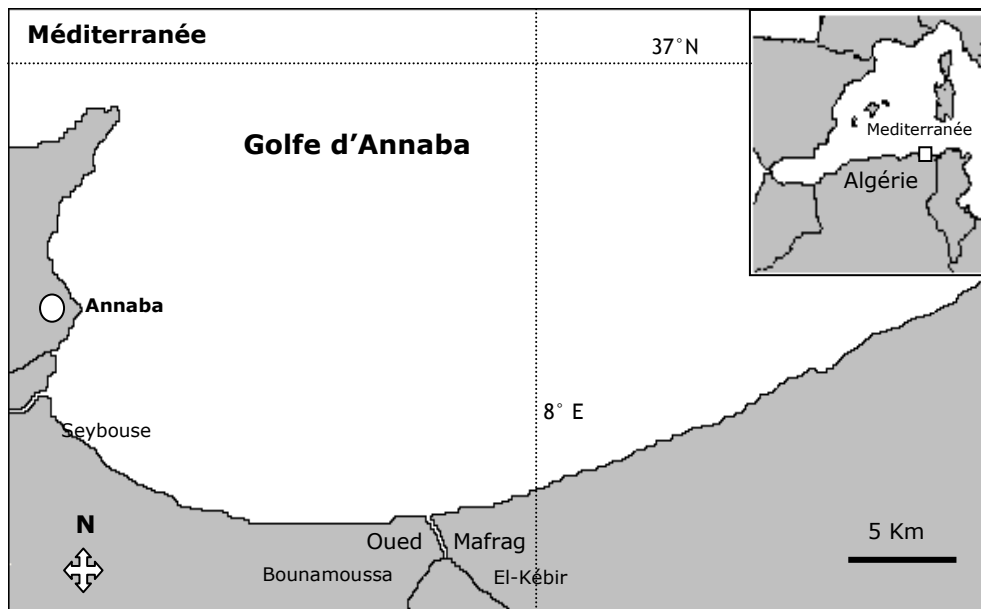 Méditerranée
37°N
Golfe d’Annaba
Mediterranée
Algérie
Annaba
8° E
Seybouse
N
Oued Mafrag
5 Km
Bounamoussa
El-Kébir